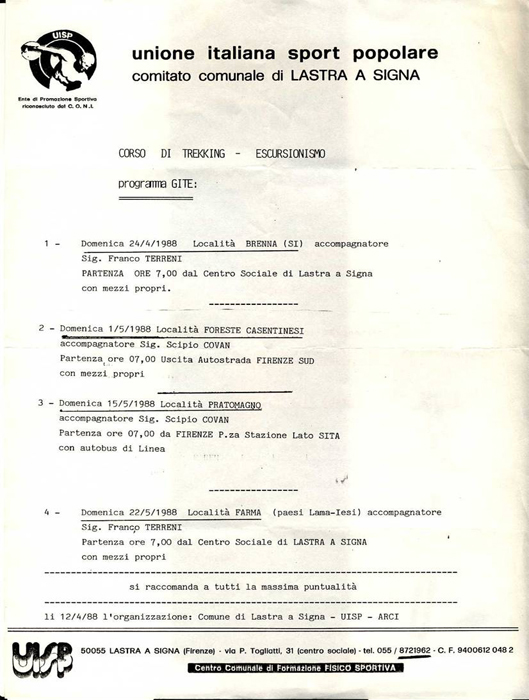 UISP
unione italiana sport popolare
comitato comunale di LASTRA A SIGNA
Ente di Promozione Sportiva
riconosciuto dal C.O.N.I.
CORSO DI TREKKING - ESCURSIONISMO
programma GITE:
1 - Domenica 24/4/1988 Località BRENNA (SI) accompagnatore
Sig. Franco TERRENI
PARTENZA ORE 7,00 dal Centro Sociale di Lastra a Signa
con mezzi propri.
2 - Domenica 1/5/1988 Località FORESTE CASENTINESI
accompagnatore Sig. Scipio COVAN
Partenza ore 07,00 Uscita Autostrada FIRENZE SUD
con mezzi propri
3 - Domenica 15/5/1988 Località PRATOMAGNO
accompagnatore Sig. Scipio COVAN
Partenza ore 07,00 da FIRENZE P.za Stazione Lato SITA
con autobus di Linea
4 - Domenica 22/5/1988 Località FARMA (paesi Lama-Iesi) accompagnatore
Sig. Franco TERRENI
Partenza ore 7,00 dal Centro Sociale di LASTRA A SIGNA
con mezzi propri
si raccomanda a tutti la massima puntualità
li 12/4/88 l'organizzazione: Comune di Lastra a Signa - UISP - ARCI
UISP
50055 LASTRA A SIGNA (Firenze) - via P. Togliatti, 31 (centro sociale) - tel. 055 / 8721962 - C. F. 9400612 048 2
Centro Comunale di Formazione FISICO SPORTIVA